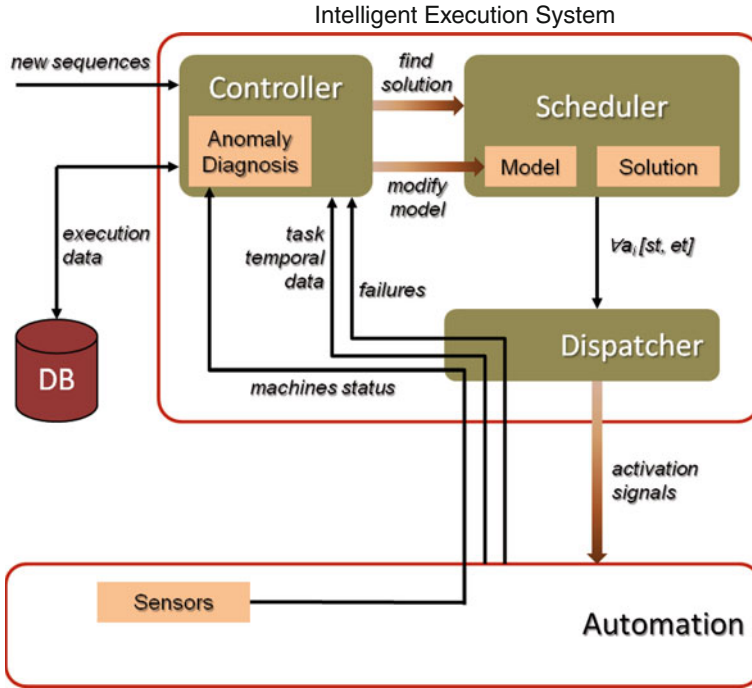 Intelligent Execution System
new sequences
Controller
Anomaly
Diagnosis
find
solution
modify
model
Scheduler
Model
Solution
execution
data
task
temporal
data
failures
∀aᵢ [st, et]
DB
machines status
Dispatcher
activation
signals
Sensors
Automation